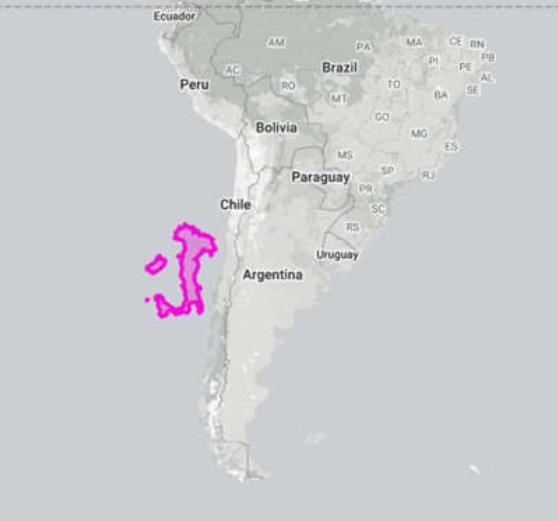 Ecuador
AM
PA
MA
CE
RN
PB
PI
PE
AL
Peru
AC
Brazil
RO
TO
SE
MT
BA
GO
Bolivia
MG
ES
MS
SP
RJ
Paraguay
PR
Chile
SC
RS
Uruguay
Argentina